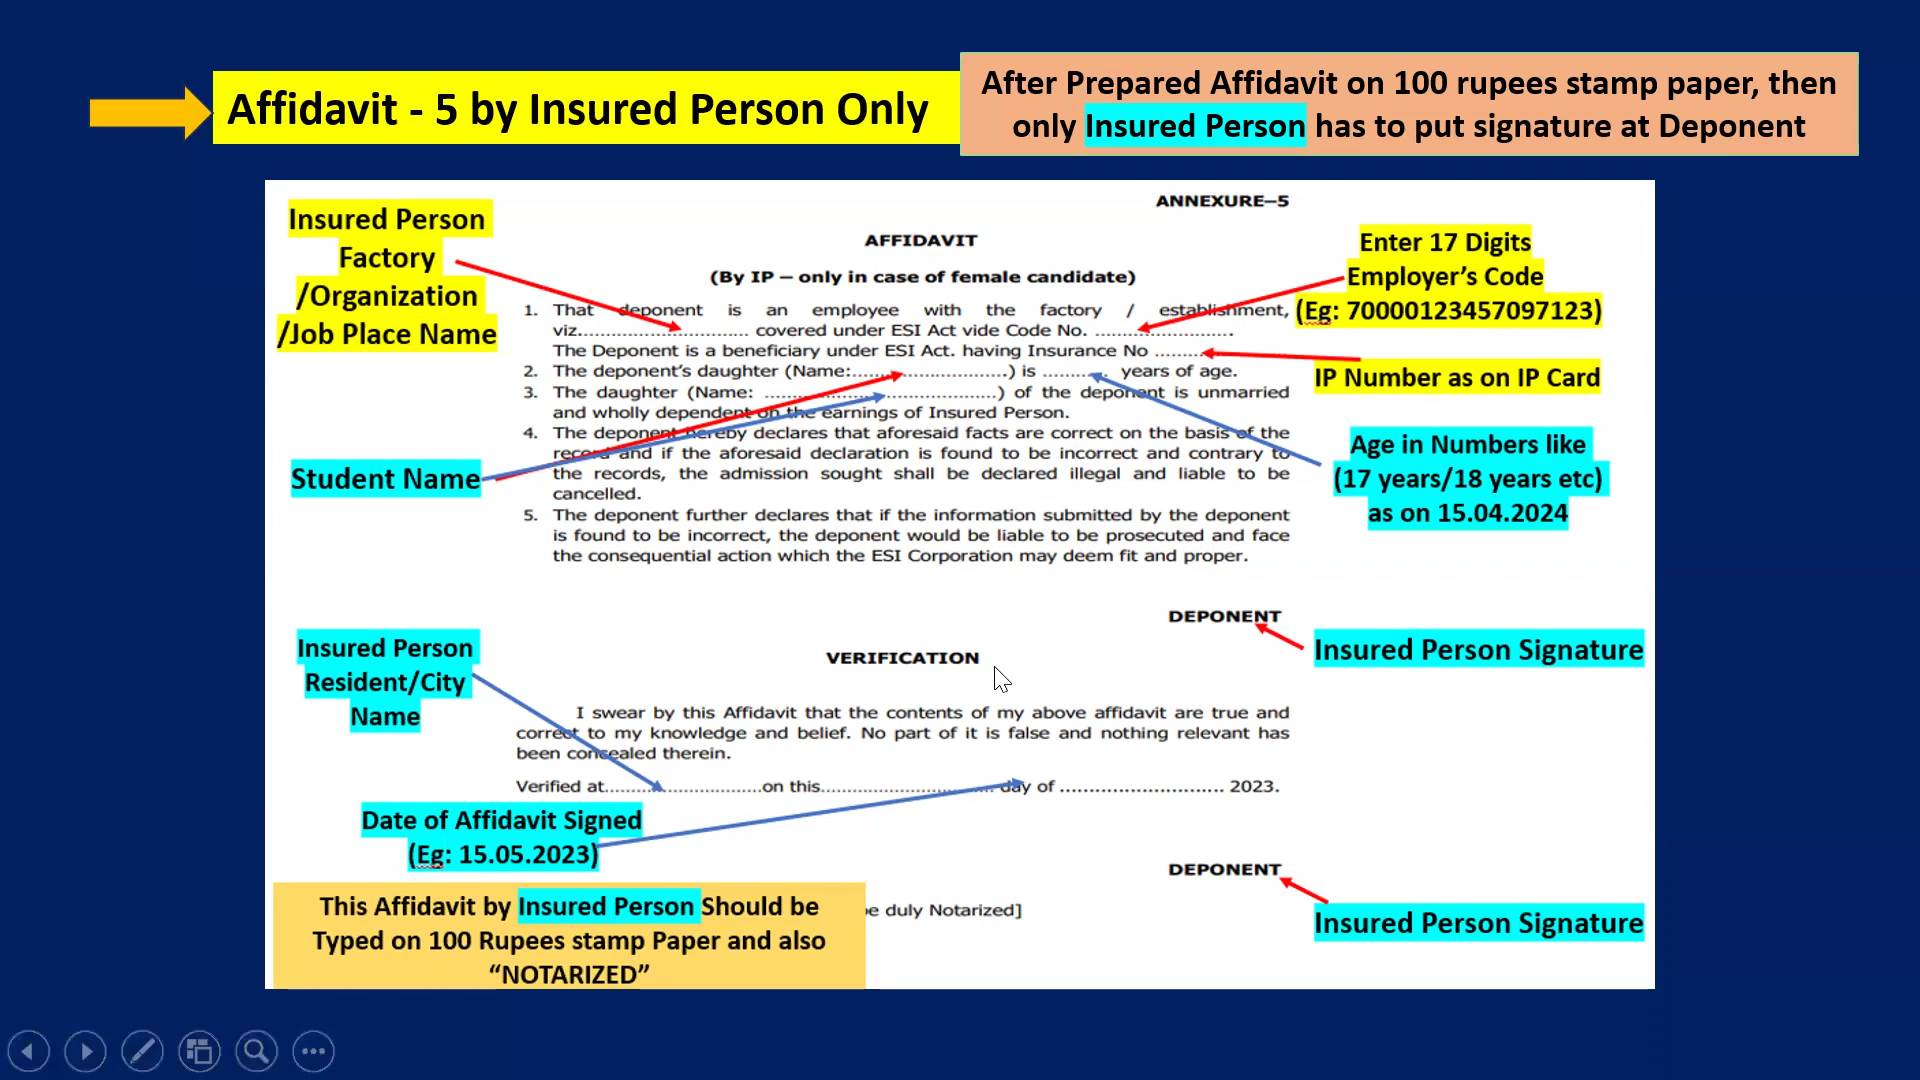 Affidavit - 5 by Insured Person Only
After Prepared Affidavit on 100 rupees stamp paper, then
only Insured Person has to put signature at Deponent
ANNEXURE–5
AFFIDAVIT
(By IP – only in case of female candidate)
Insured Person
Factory
/Organization
/Job Place Name
Enter 17 Digits
Employer's Code
(Eg: 70000123457097123)
1. That deponent is an employee with the factory / establishment,
viz.............................. covered under ESI Act vide Code No. ........................
The Deponent is a beneficiary under ESI Act. having Insurance No .........
2. The deponent's daughter (Name:...........................) is ........... years of age.
3. The daughter (Name: ........................................) of the deponent is unmarried
and wholly dependent on the earnings of Insured Person.
4. The deponent hereby declares that aforesaid facts are correct on the basis of the
record and if the aforesaid declaration is found to be incorrect and contrary to
the records, the admission sought shall be declared illegal and liable to be
cancelled.
5. The deponent further declares that if the information submitted by the deponent
is found to be incorrect, the deponent would be liable to be prosecuted and face
the consequential action which the ESI Corporation may deem fit and proper.
IP Number as on IP Card
Age in Numbers like
(17 years/18 years etc)
as on 15.04.2024
Student Name
DEPONENT
Insured Person Signature
VERIFICATION
Insured Person
Resident/City
Name
I swear by this Affidavit that the contents of my above affidavit are true and
correct to my knowledge and belief. No part of it is false and nothing relevant has
been concealed therein.
Verified at...........................on this............................. day of ............................ 2023.
Date of Affidavit Signed
(Eg: 15.05.2023)
DEPONENT
Insured Person Signature
duly Notarized]
This Affidavit by Insured Person Should be
Typed on 100 Rupees stamp Paper and also
“NOTARIZED”